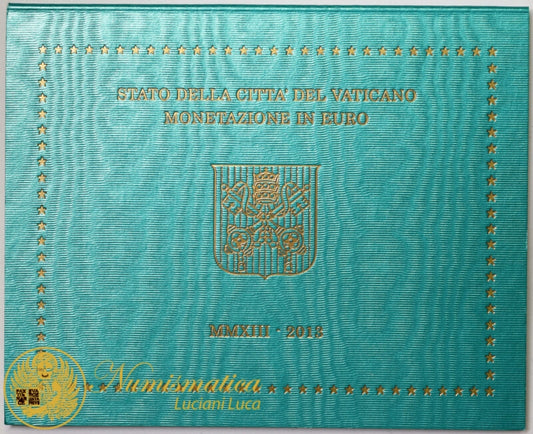 STATO DELLA CITTA' DEL VATICANO
MONETAZIONE IN EURO
MMXIII · 2013
Numismatica
Luciani Luca